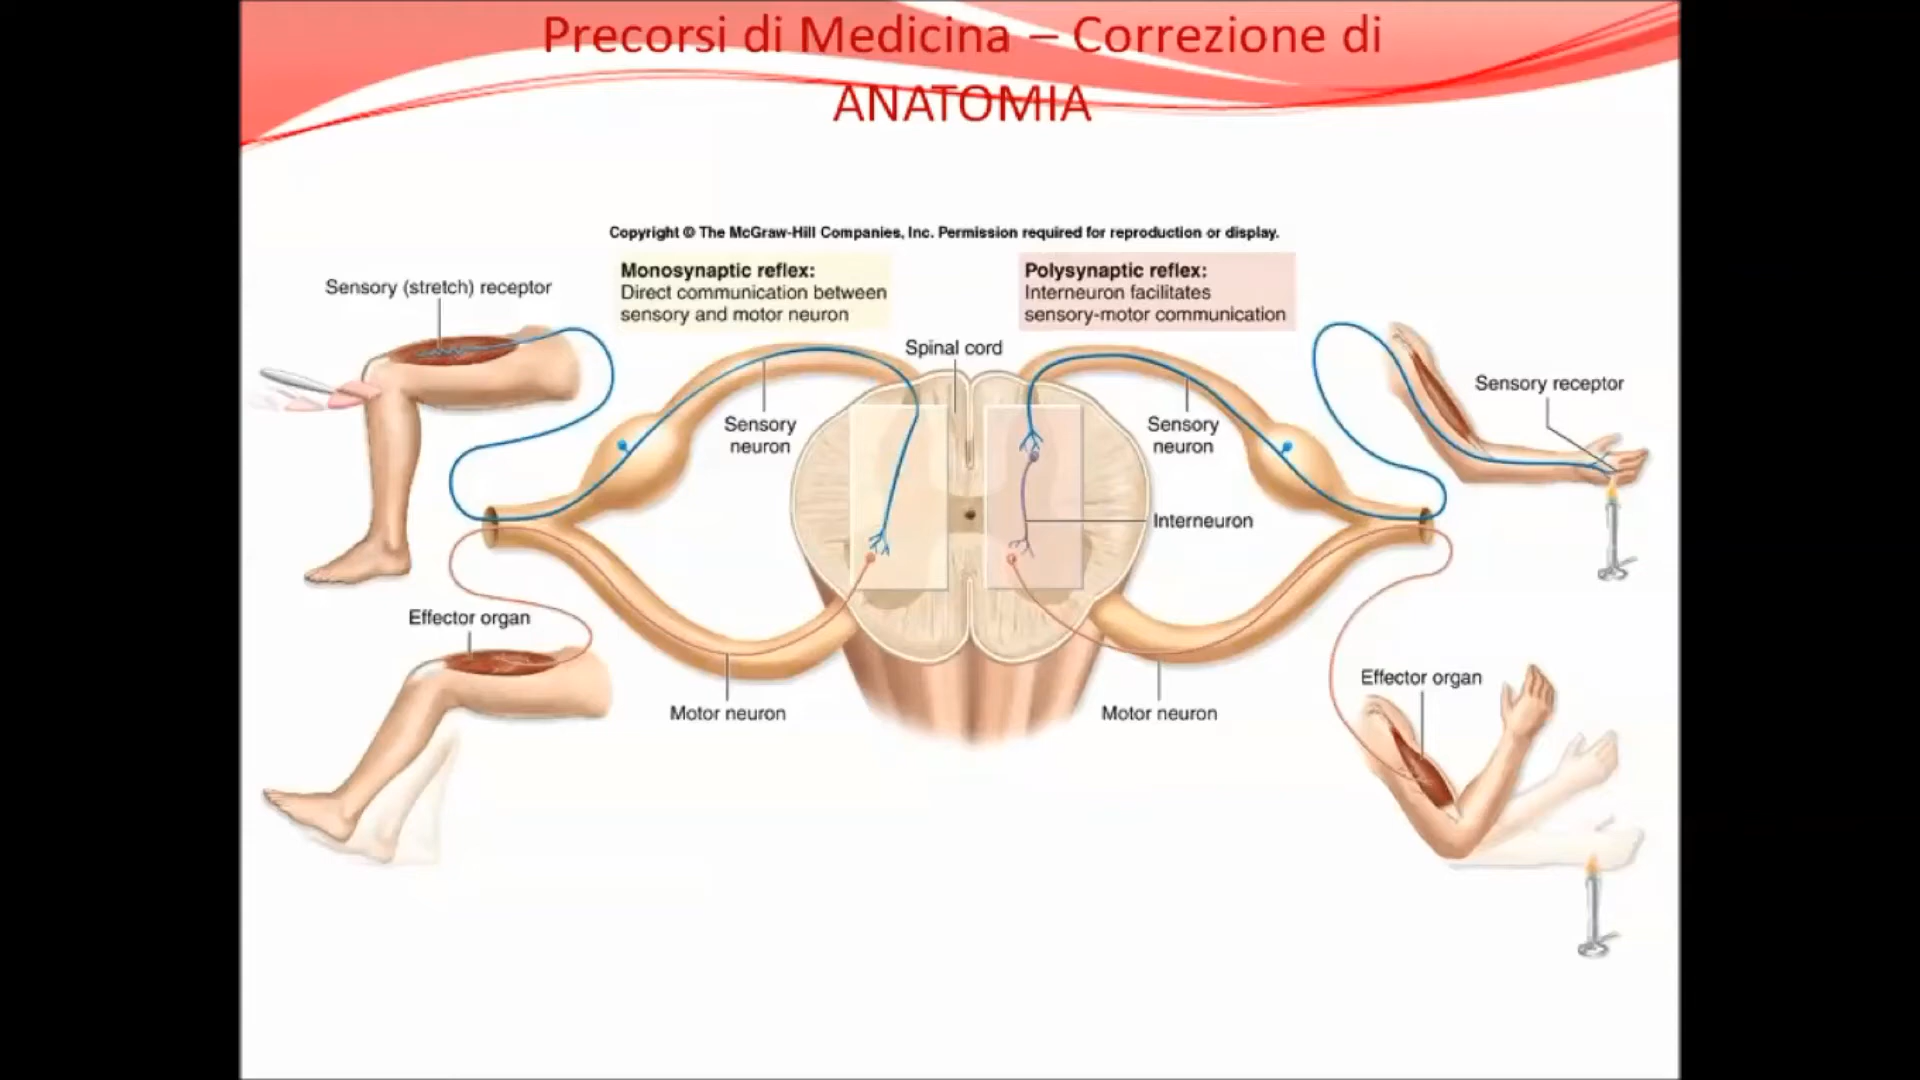 Precorsi di Medicina – Correzione di
ANATOMIA
Copyright © The McGraw-Hill Companies, Inc. Permission required for reproduction or display.
Monosynaptic reflex:
Direct communication between
sensory and motor neuron
Polysynaptic reflex:
Interneuron facilitates
sensory-motor communication
Sensory (stretch) receptor
Spinal cord
Sensory receptor
Sensory
neuron
Sensory
neuron
Interneuron
Effector organ
Effector organ
Motor neuron
Motor neuron